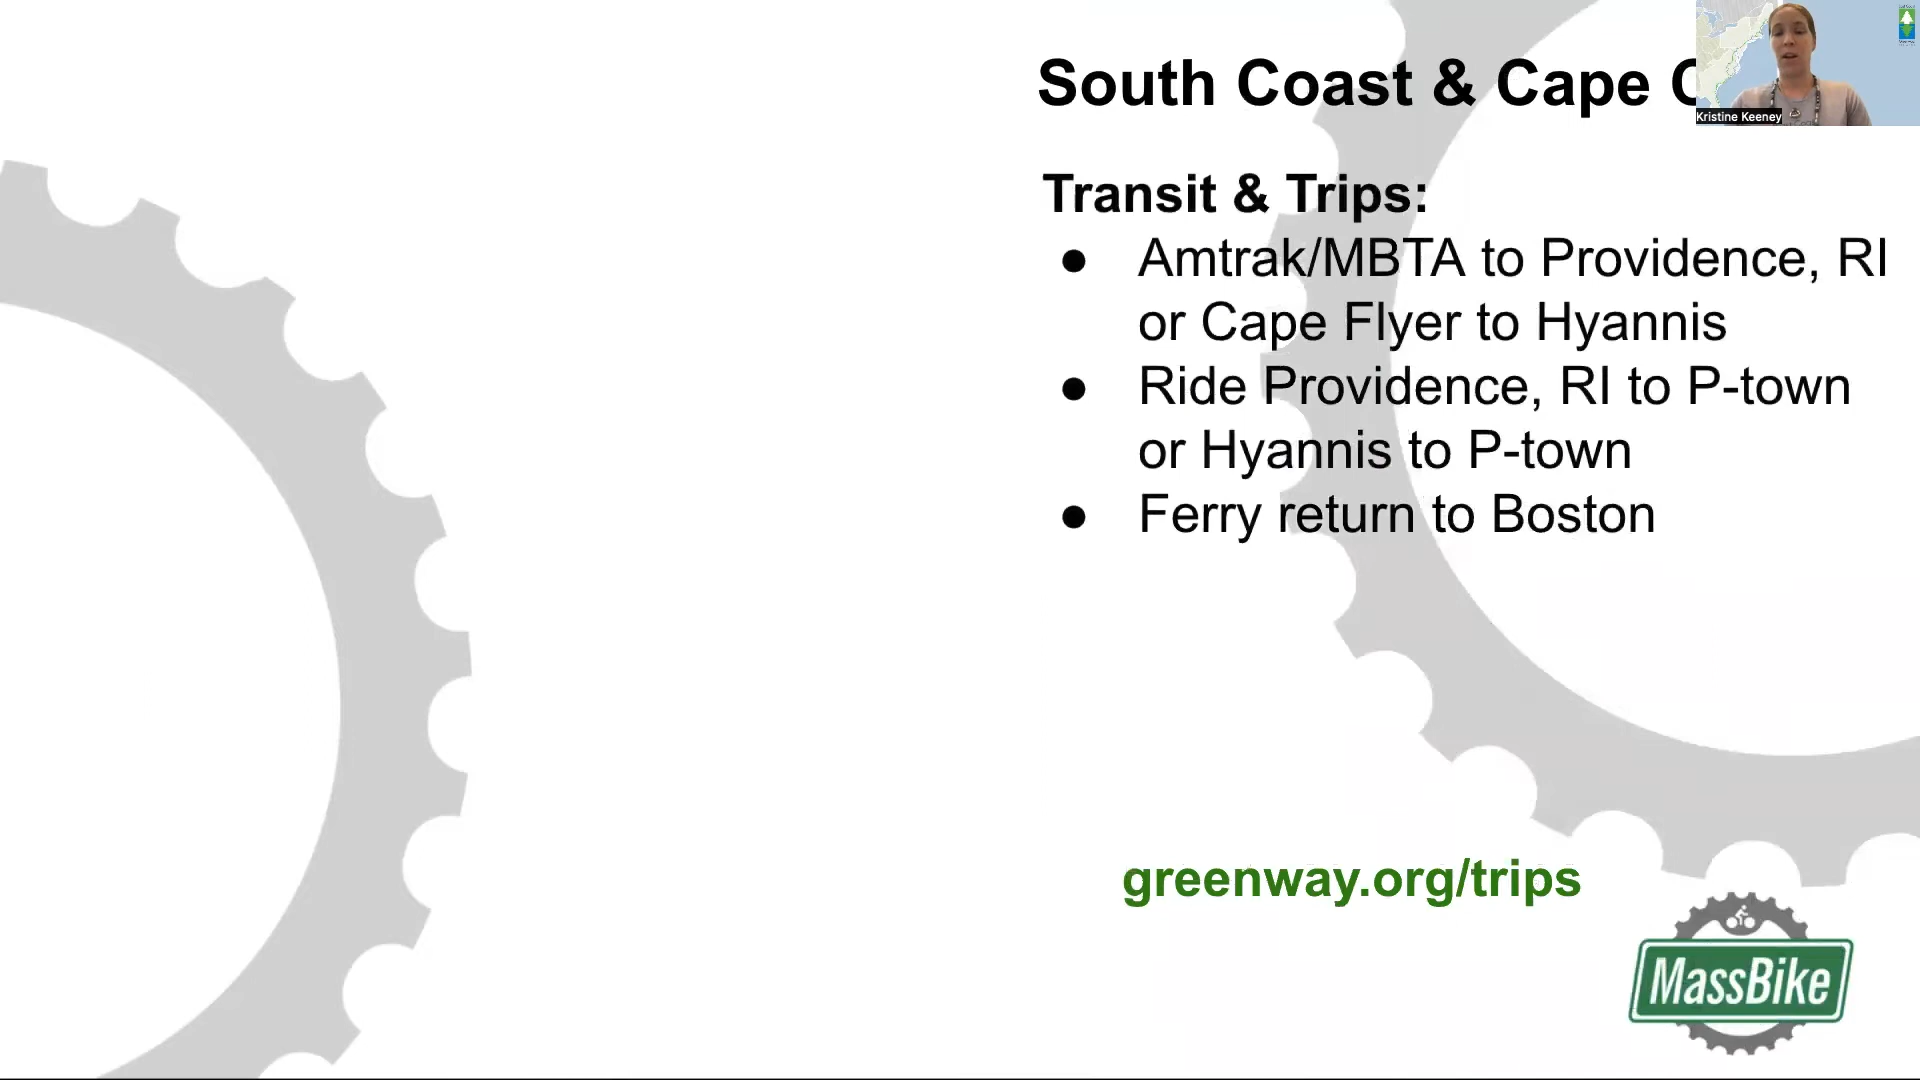 South Coast & Cape
Kristine Keeney
Transit & Trips:
● Amtrak/MBTA to Providence, RI
or Cape Flyer to Hyannis
● Ride Providence, RI to P-town
or Hyannis to P-town
● Ferry return to Boston
greenway.org/trips
MassBike